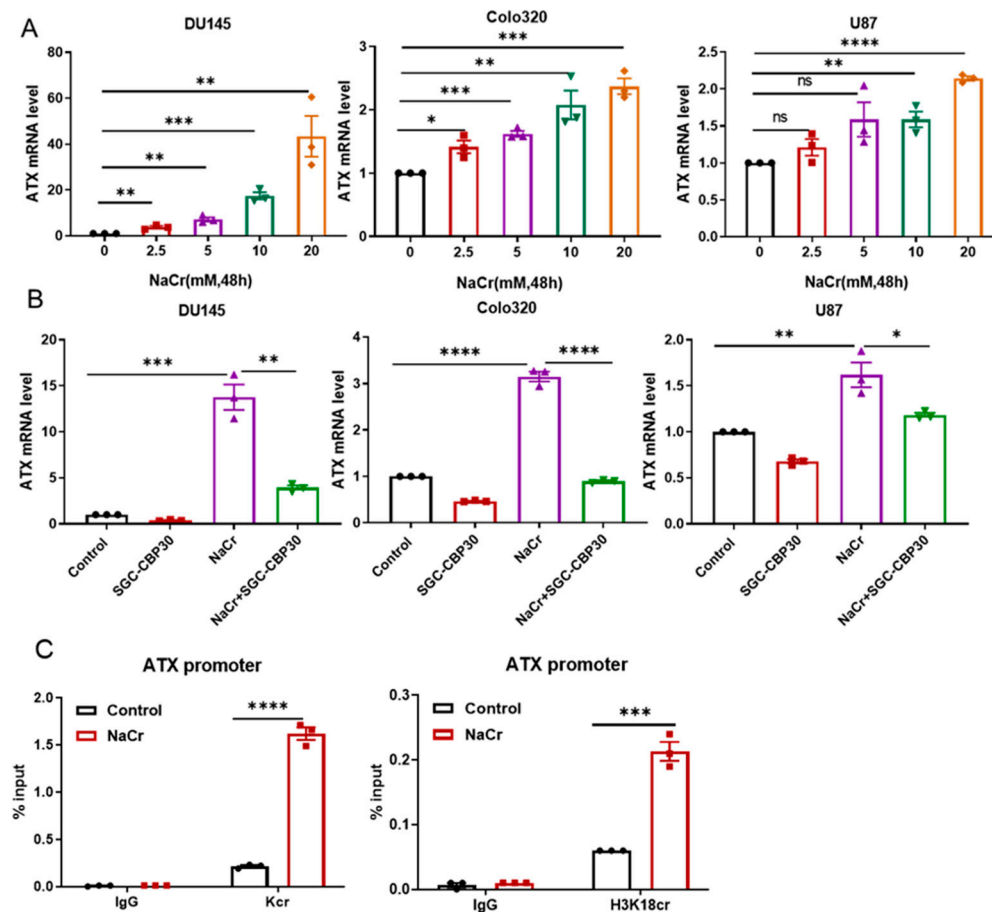 A
DU145
ATX mRNA level
80
60
40
20
0
**
***
**
**
0 2.5 5 10 20
NaCr(mM,48h)
Colo320
ATX mRNA level
3
2
1
0
***
**
***
*
0 2.5 5 10 20
NaCr(mM,48h)
U87
ATX mRNA level
2.5
2.0
1.5
1.0
0.5
0.0
****
**
ns
ns
0 2.5 5 10 20
NaCr(mM,48h)
B
DU145
ATX mRNA level
20
15
10
5
0
*** **
Control SGC-CBP30 NaCr NaCr+SGC-CBP30
Colo320
ATX mRNA level
4
3
2
1
0
**** ****
Control SGC-CBP30 NaCr NaCr+SGC-CBP30
U87
ATX mRNA level
2.0
1.5
1.0
0.5
0.0
** *
Control SGC-CBP30 NaCr NaCr+SGC-CBP30
C
ATX promoter
% input
2.0
1.5
1.0
0.5
0.0
Control
NaCr
****
IgG Kcr
ATX promoter
% input
0.3
0.2
0.1
0.0
Control
NaCr
***
IgG H3K18cr